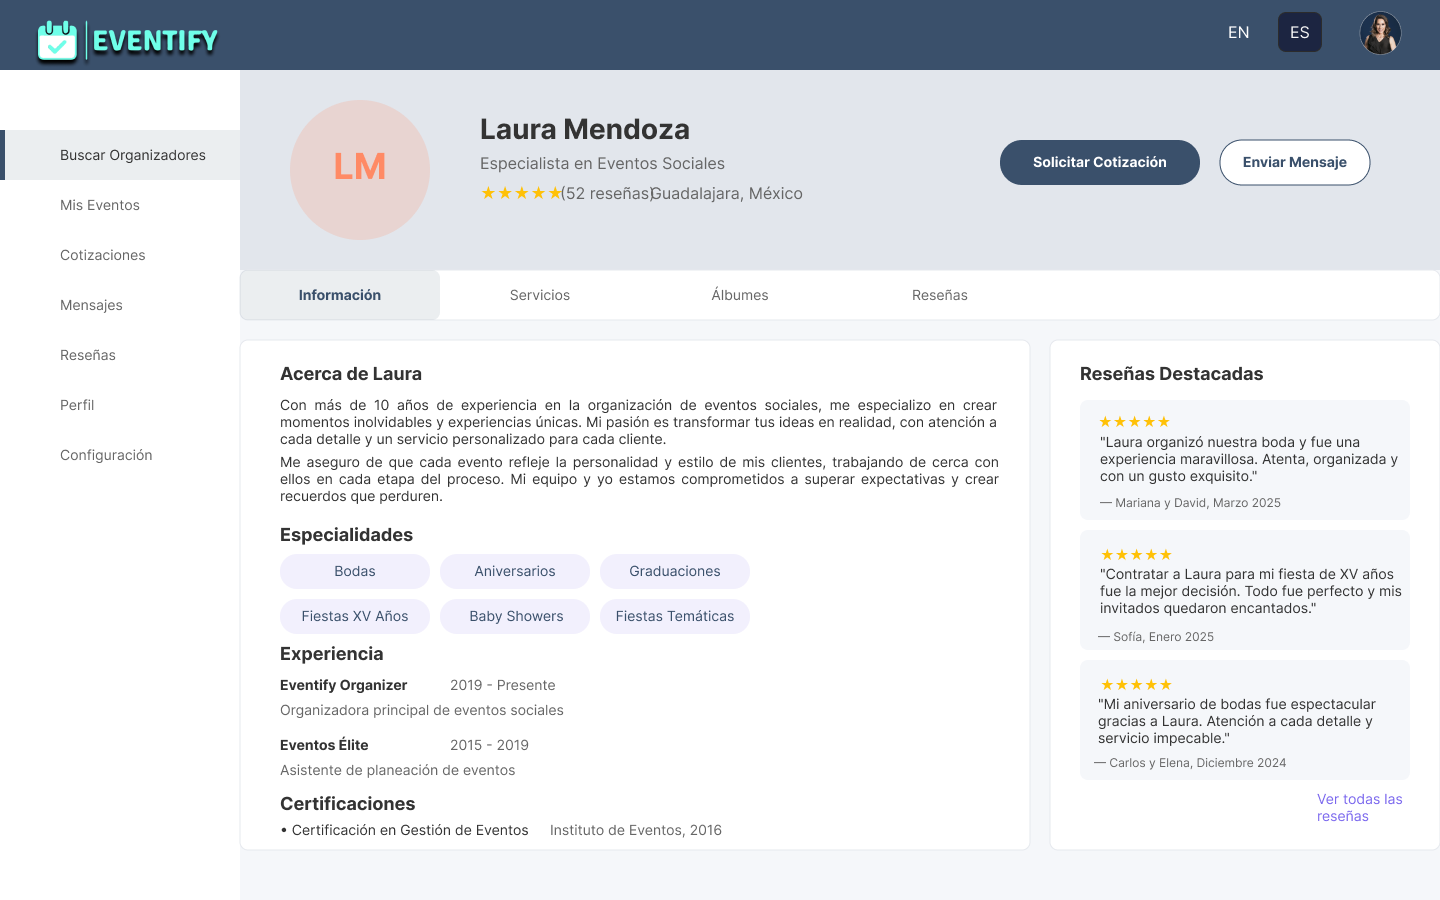 EVENTIFY
EN
ES
Buscar Organizadores
Mis Eventos
Cotizaciones
Mensajes
Reseñas
Perfil
Configuración
LM
Laura Mendoza
Especialista en Eventos Sociales
★★★★★(52 reseñas)Guadalajara, México
Solicitar Cotización
Enviar Mensaje
Información
Servicios
Álbumes
Reseñas
Acerca de Laura
Con más de 10 años de experiencia en la organización de eventos sociales, me especializo en crear
momentos inolvidables y experiencias únicas. Mi pasión es transformar tus ideas en realidad, con atención a
cada detalle y un servicio personalizado para cada cliente.
Me aseguro de que cada evento refleje la personalidad y estilo de mis clientes, trabajando de cerca con
ellos en cada etapa del proceso. Mi equipo y yo estamos comprometidos a superar expectativas y crear
recuerdos que perduren.
Especialidades
Bodas
Aniversarios
Graduaciones
Fiestas XV Años
Baby Showers
Fiestas Temáticas
Experiencia
Eventify Organizer 2019 - Presente
Organizadora principal de eventos sociales
Eventos Élite 2015 - 2019
Asistente de planeación de eventos
Certificaciones
• Certificación en Gestión de Eventos Instituto de Eventos, 2016
Reseñas Destacadas
★★★★★
"Laura organizó nuestra boda y fue una
experiencia maravillosa. Atenta, organizada y
con un gusto exquisito."
— Mariana y David, Marzo 2025
★★★★★
"Contratar a Laura para mi fiesta de XV años
fue la mejor decisión. Todo fue perfecto y mis
invitados quedaron encantados."
— Sofía, Enero 2025
★★★★★
"Mi aniversario de bodas fue espectacular
gracias a Laura. Atención a cada detalle y
servicio impecable."
— Carlos y Elena, Diciembre 2024
Ver todas las
reseñas